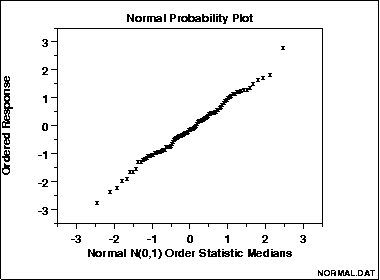 Normal Probability Plot
Ordered Response
3
2
1
0
-1
-2
-3
-3 -2 -1 0 1 2 3
Normal N(0,1) Order Statistic Medians
NORMAL.DAT